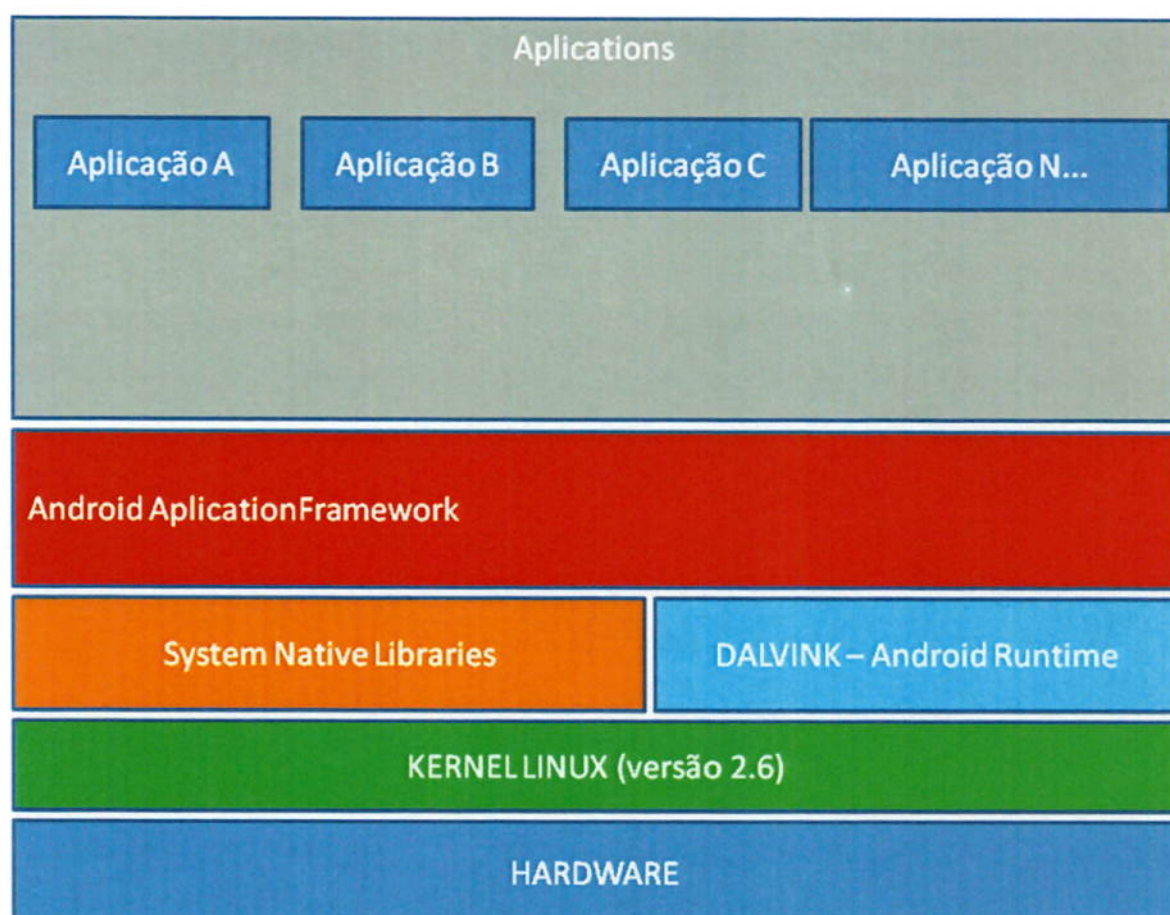 Aplications
Aplicação A
Aplicação B
Aplicação C
Aplicação N...
Android AplicationFramework
System Native Libraries
DALVINK – Android Runtime
KERNEL LINUX (versão 2.6)
HARDWARE